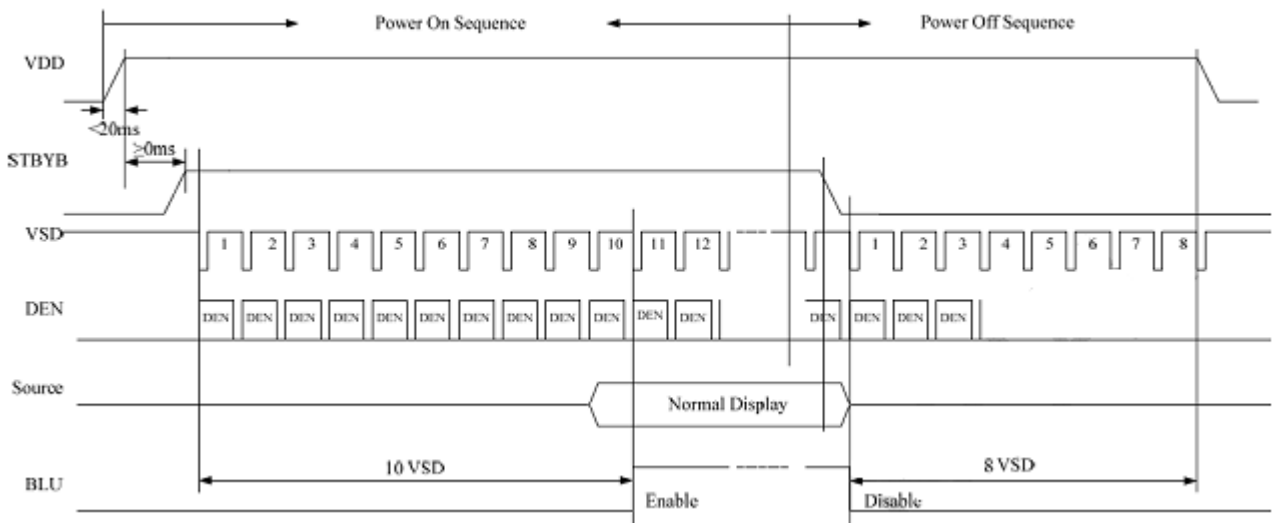 Power On Sequence Power Off Sequence
VDD
<20ms
≥0ms
STBYB
VSD 1 2 3 4 5 6 7 8 9 10 11 12 1 2 3 4 5 6 7 8
DEN DEN DEN DEN DEN DEN DEN DEN DEN DEN DEN DEN DEN DEN DEN DEN DEN
Source Normal Display
10 VSD 8 VSD
BLU Enable Disable